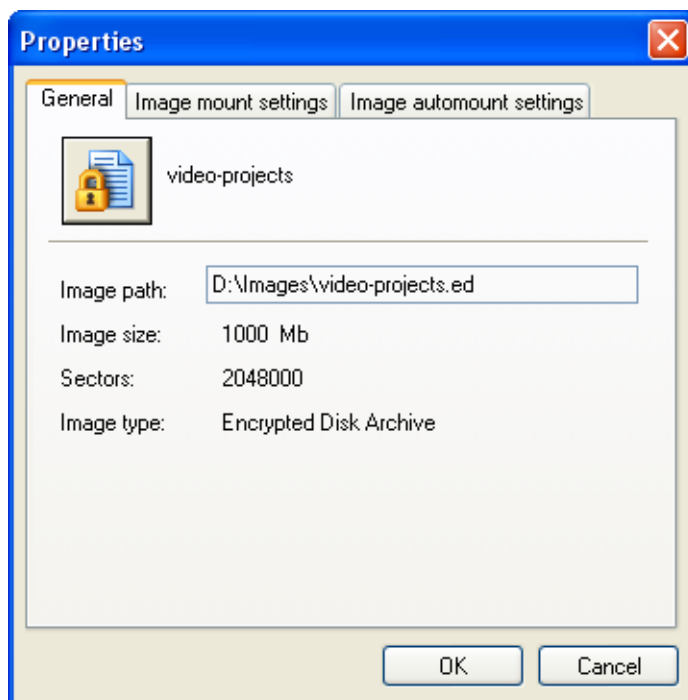 Properties
General Image mount settings Image automount settings
video-projects
Image path: D:\Images\video-projects.ed
Image size: 1000 Mb
Sectors: 2048000
Image type: Encrypted Disk Archive
OK Cancel